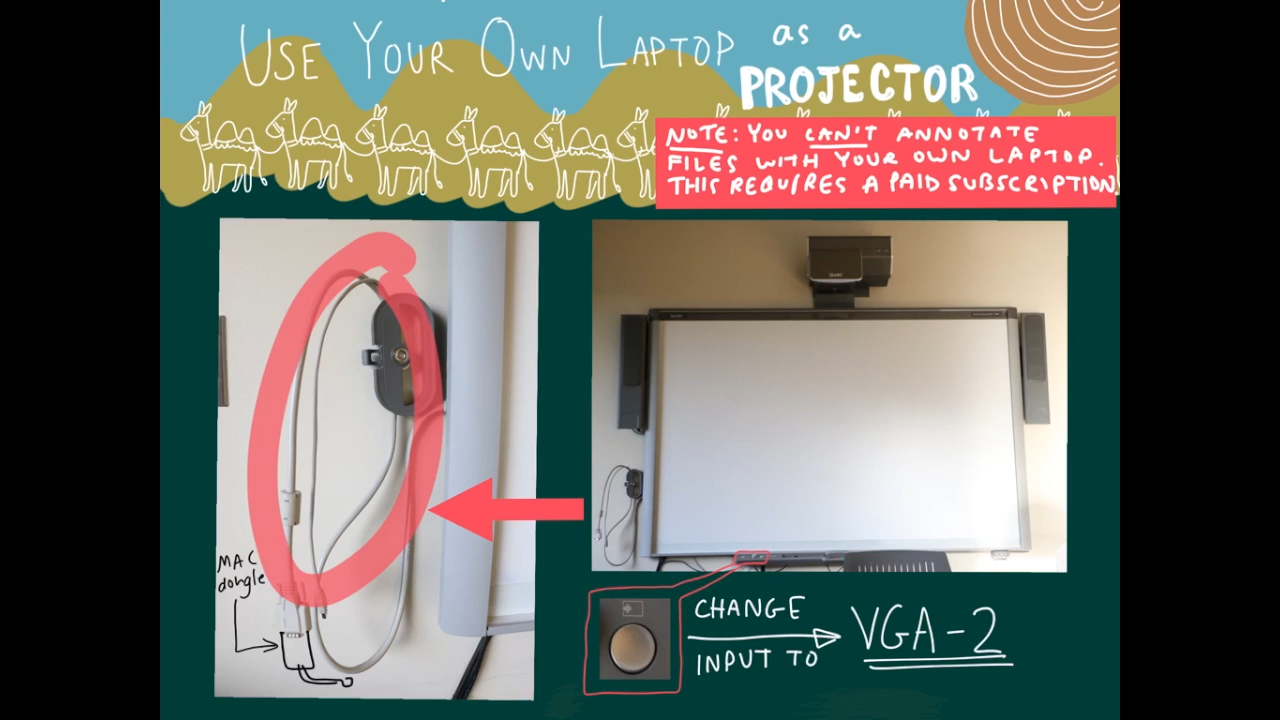 USE YOUR OWN LAPTOP as a
PROJECTOR
NOTE: YOU CAN'T ANNOTATE
FILES WITH YOUR OWN LAPTOP.
THIS REQUIRES A PAID SUBSCRIPTION!
MAC
dongle
CHANGE
INPUT TO
VGA-2